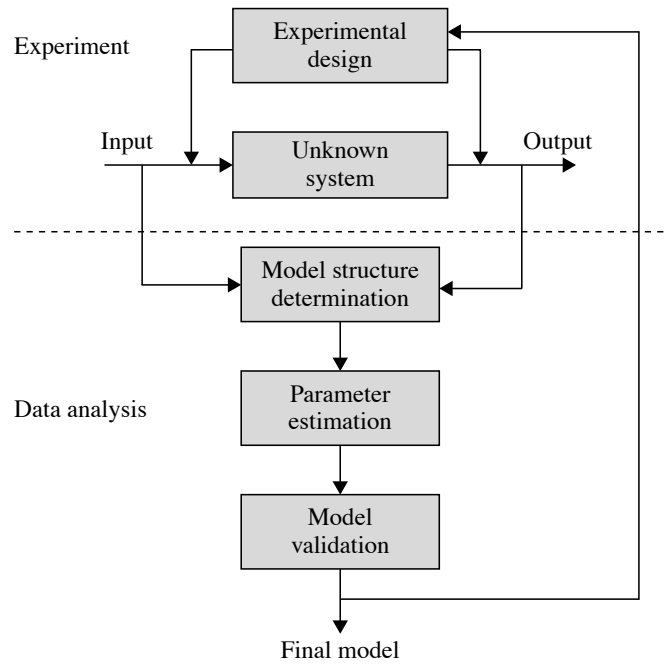 Experiment
Experimental
design
Input
Unknown
system
Output
Model structure
determination
Data analysis
Parameter
estimation
Model
validation
Final model